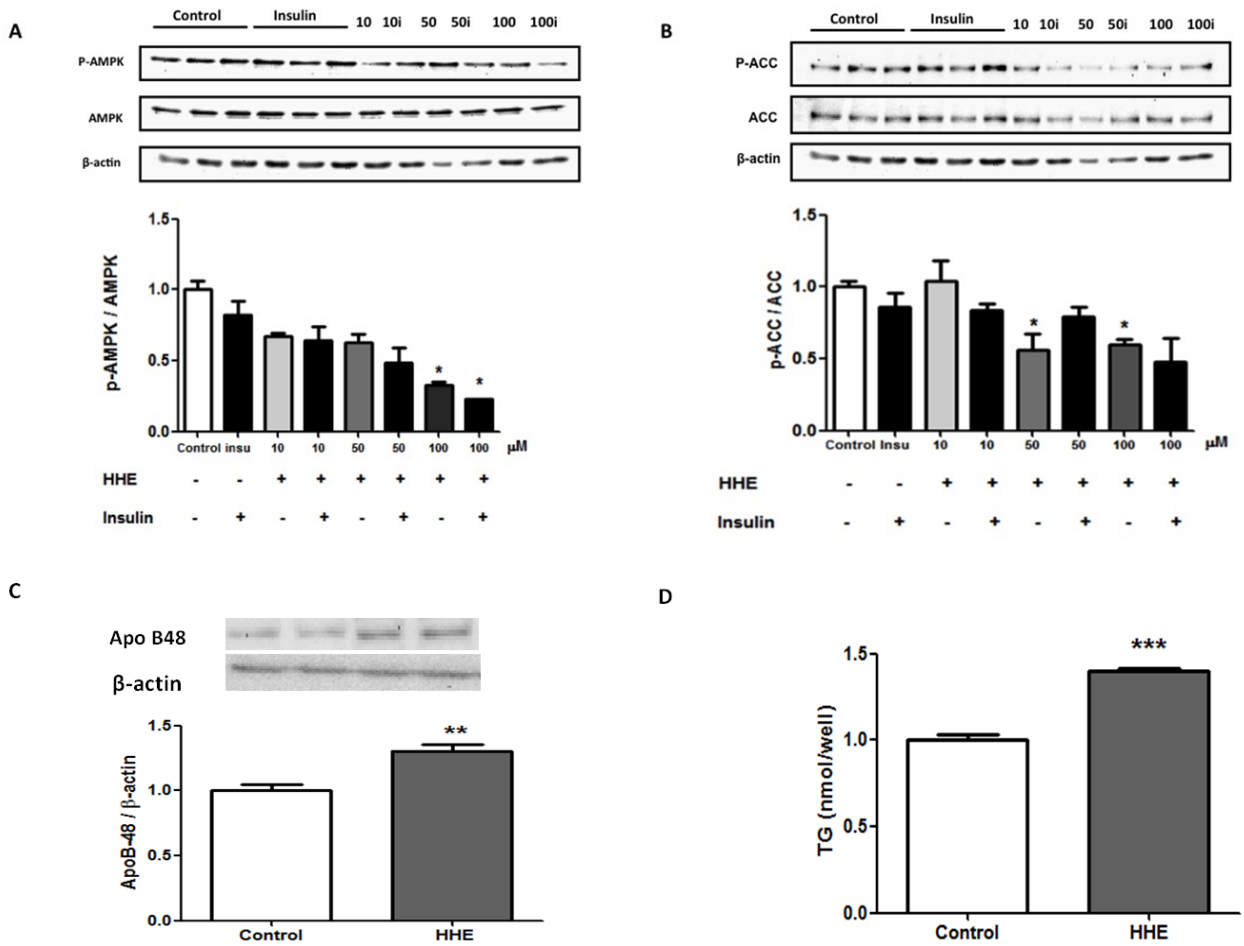 A
Control Insulin 10 10i 50 50i 100 100i
P-AMPK
AMPK
β-actin
p-AMPK / AMPK
1.5
1.0
0.5
0.0
* *
Control insu 10 10 50 50 100 100 μM
HHE - - + + + + + +
Insulin - + - + - + - +
B
Control Insulin 10 10i 50 50i 100 100i
P-ACC
ACC
β-actin
p-ACC / ACC
1.5
1.0
0.5
0.0
* *
Control Insu 10 10 50 50 100 100 μM
HHE - - + + + + + +
Insulin - + - + - + - +
C
Apo B48
β-actin
ApoB-48 / β-actin
1.5
1.0
0.5
0.0
**
Control HHE
D
TG (nmol/well)
1.5
1.0
0.5
0.0
***
Control HHE